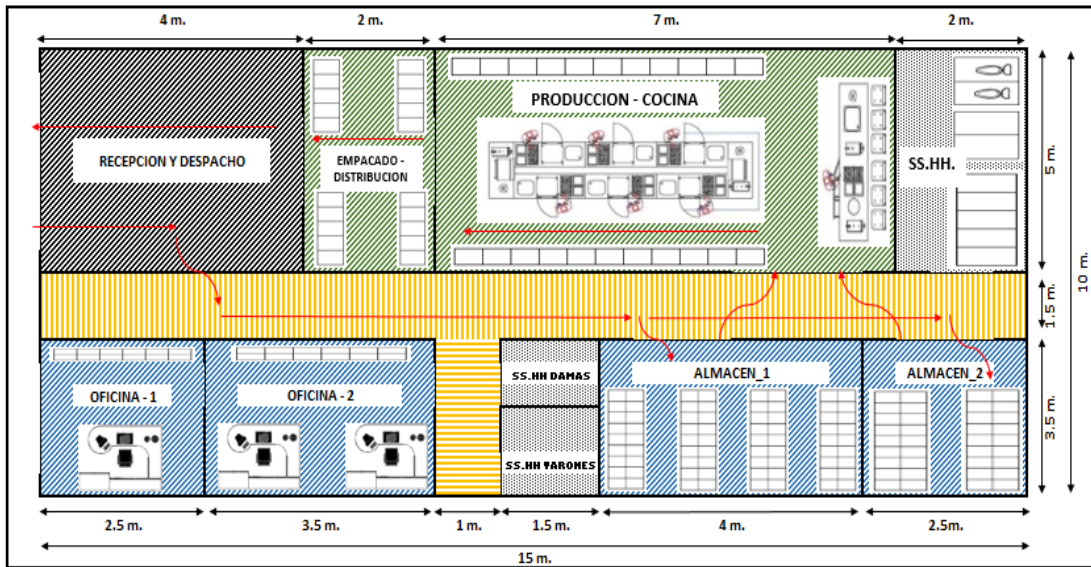 4 m.
2 m.
7 m.
2 m.
RECEPCION Y DESPACHO
EMPACADO -
DISTRIBUCION
PRODUCCION - COCINA
SS.HH.
5 m.
10 m.
1.5 m.
3.5 m.
OFICINA - 1
OFICINA - 2
SS.HH DAMAS
SS.HH VARONES
ALMACEN_1
ALMACEN_2
2.5 m.
3.5 m.
1 m.
1.5 m.
4 m.
2.5m.
15 m.